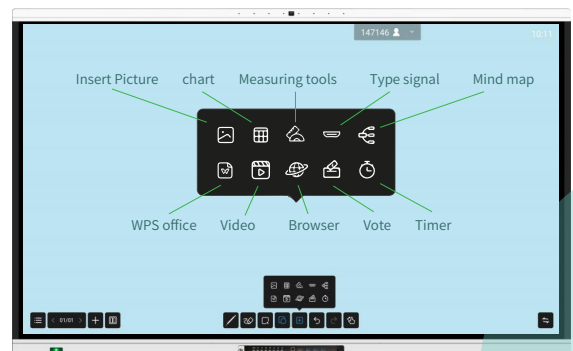 147146
10:11
Insert Picture chart Measuring tools Type signal Mind map
WPS office Video Browser Vote Timer
01/01